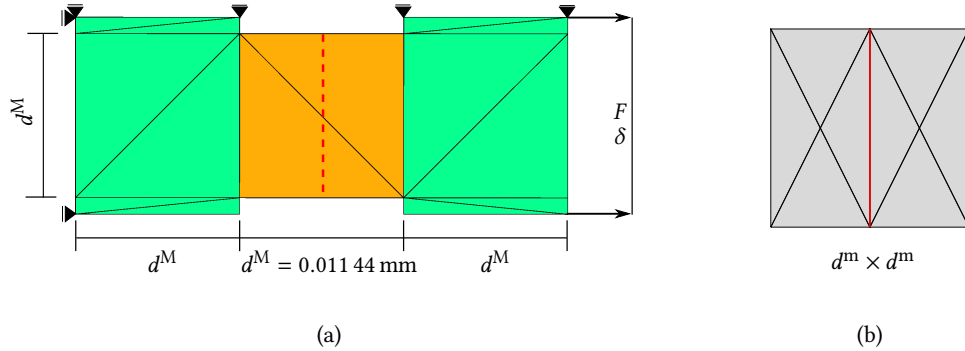 d^M
F
δ
d^M d^M = 0.011 44 mm d^M
d^m × d^m
(a) (b)